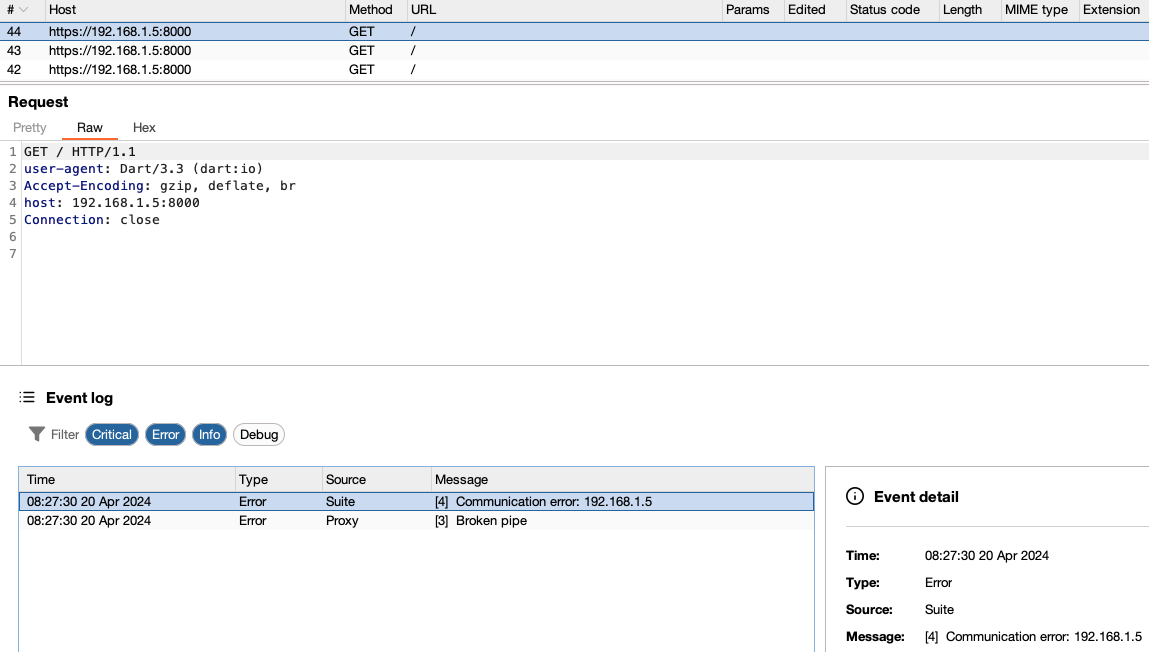 # Host Method URL Params Edited Status code Length MIME type Extension
44 https://192.168.1.5:8000 GET /
43 https://192.168.1.5:8000 GET /
42 https://192.168.1.5:8000 GET /
Request
Pretty Raw Hex
1 GET / HTTP/1.1
2 user-agent: Dart/3.3 (dart:io)
3 Accept-Encoding: gzip, deflate, br
4 host: 192.168.1.5:8000
5 Connection: close
6
7
Event log
Filter Critical Error Info Debug
Time Type Source Message
08:27:30 20 Apr 2024 Error Suite [4] Communication error: 192.168.1.5
08:27:30 20 Apr 2024 Error Proxy [3] Broken pipe
Event detail
Time: 08:27:30 20 Apr 2024
Type: Error
Source: Suite
Message: [4] Communication error: 192.168.1.5